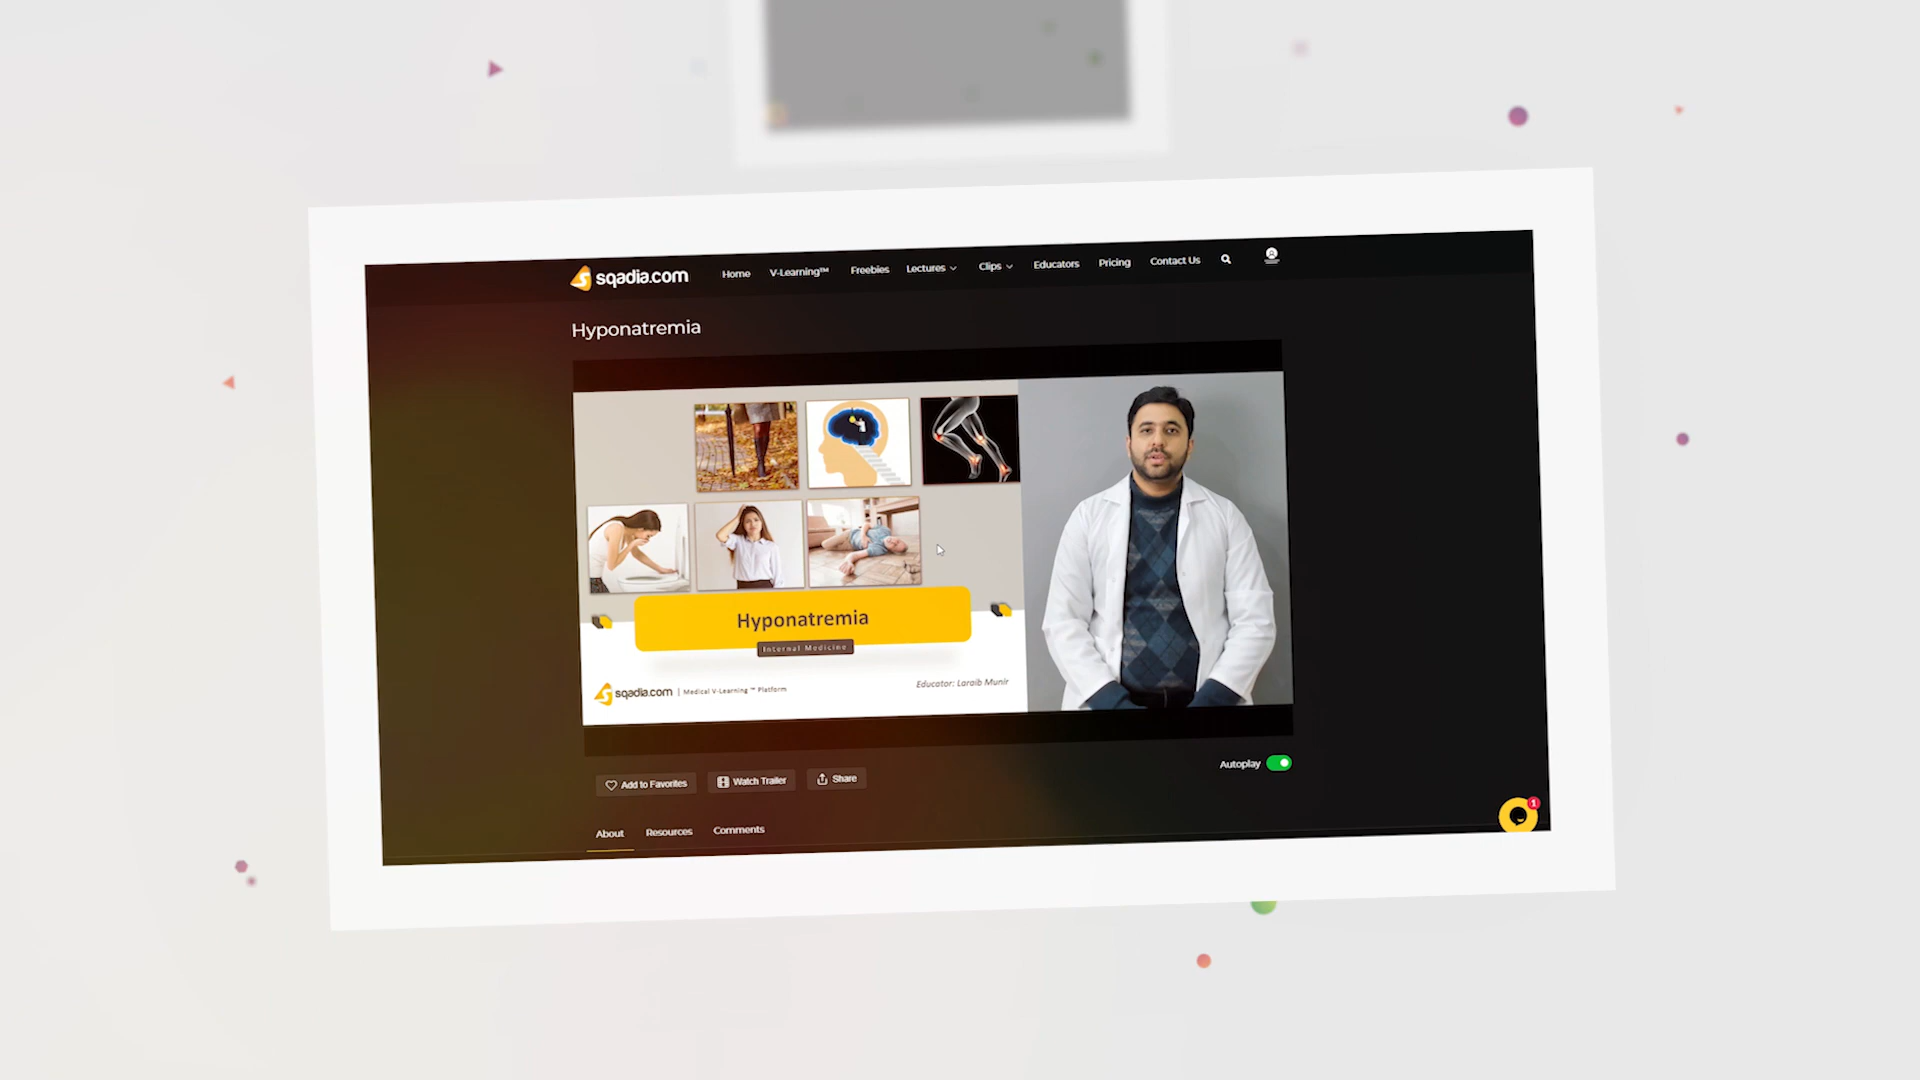 sqadia.com Home V-Learning™ Freebies Lectures Clips Educators Pricing Contact Us
Hyponatremia
Hyponatremia
Internal Medicine
sqadia.com | Medical V-Learning ™ Platform
Educator: Laraib Munir
Autoplay
Add to Favorites Watch Trailer Share
1
About Resources Comments